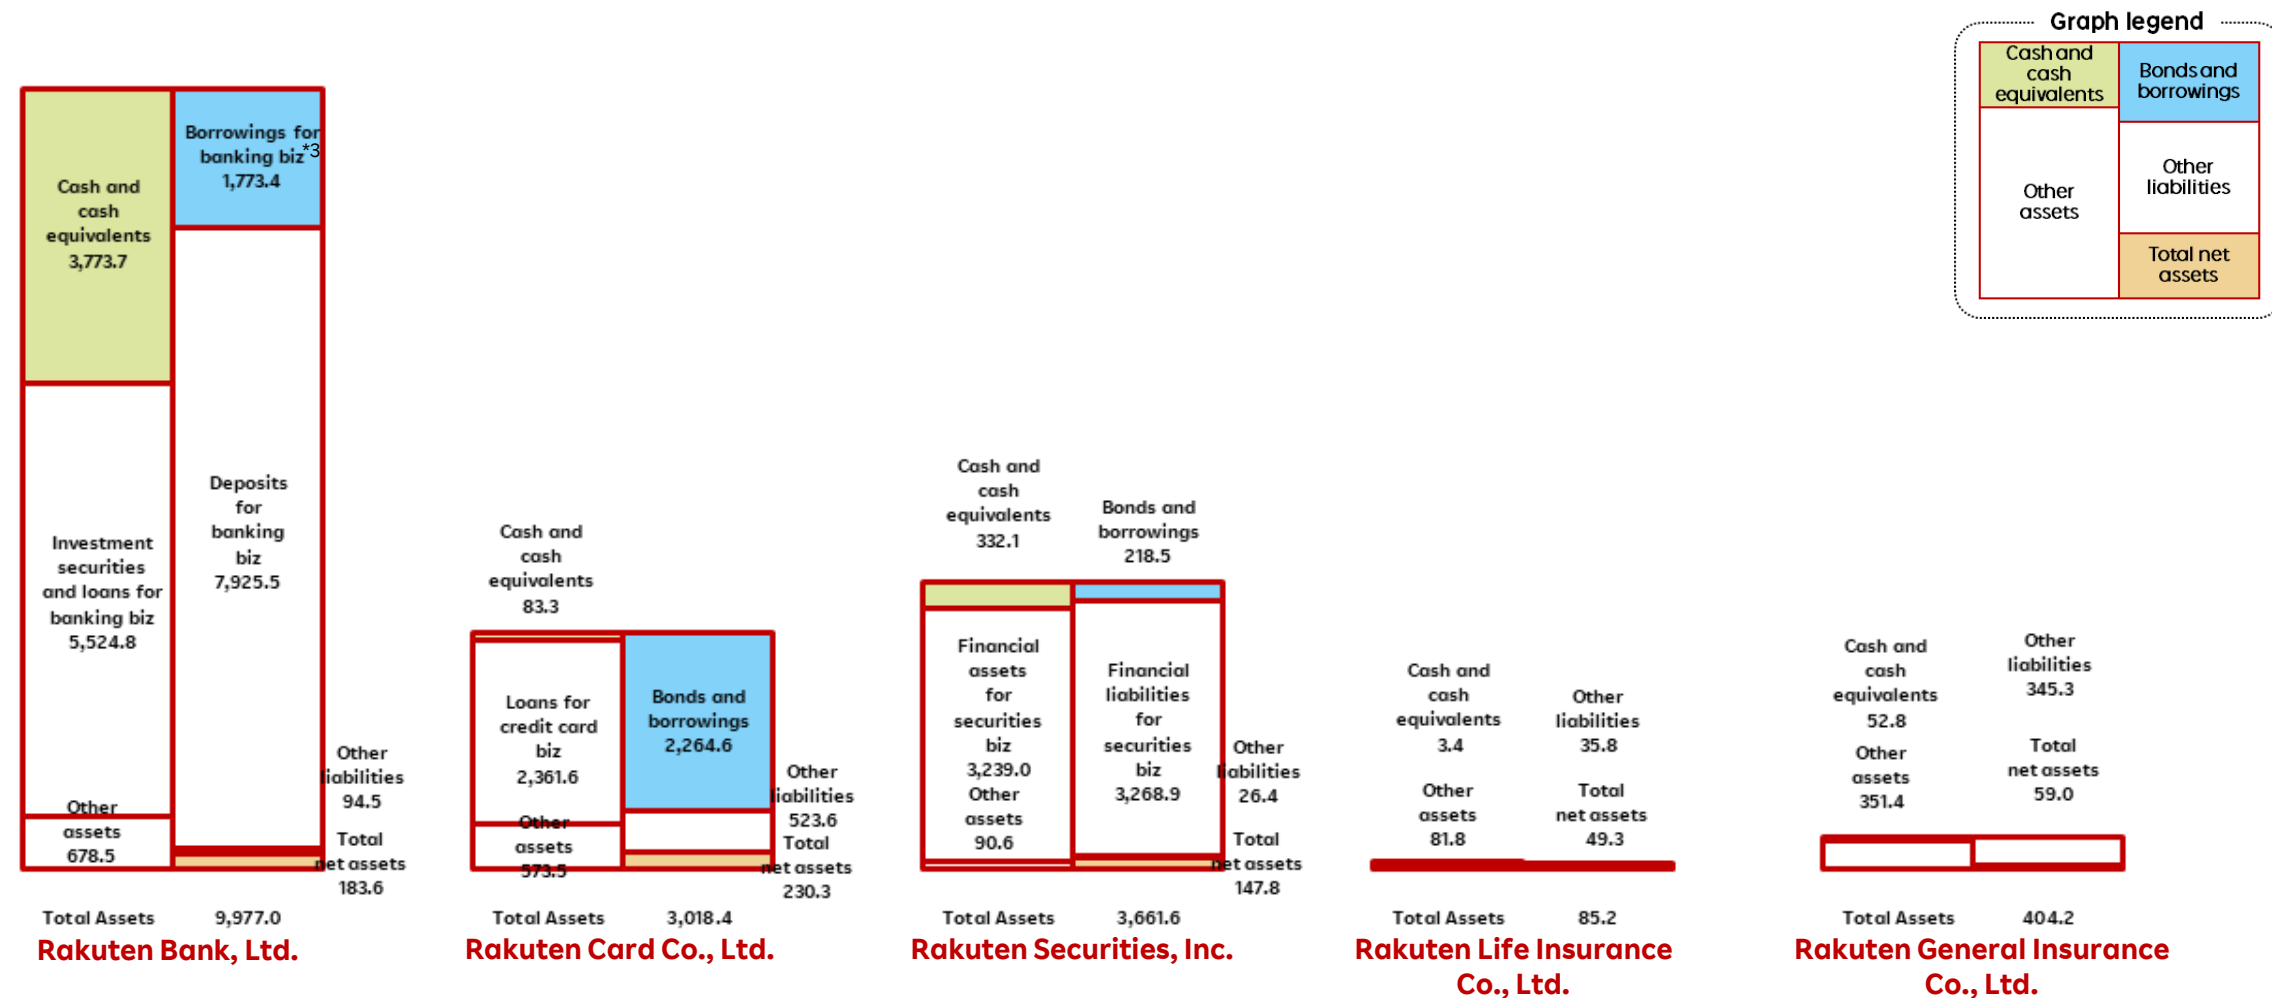 Graph legend
Cash and
cash
equivalents
Bonds and
borrowings
Other
assets
Other
liabilities
Total net
assets
Cash and
cash
equivalents
3,773.7
Borrowings for
banking biz*3
1,773.4
Investment
securities
and loans for
banking biz
5,524.8
Deposits
for
banking
biz
7,925.5
Other
assets
678.5
Other
liabilities
94.5
Total
net assets
183.6
Total Assets 9,977.0
Rakuten Bank, Ltd.
Cash and
cash
equivalents
83.3
Loans for
credit card
biz
2,361.6
Bonds and
borrowings
2,264.6
Other
assets
573.5
Other
liabilities
523.6
Total
net assets
230.3
Total Assets 3,018.4
Rakuten Card Co., Ltd.
Cash and
cash
equivalents
332.1
Bonds and
borrowings
218.5
Financial
assets
for
securities
biz
3,239.0
Other
assets
90.6
Financial
liabilities
for
securities
biz
3,268.9
Other
liabilities
26.4
Total
net assets
147.8
Total Assets 3,661.6
Rakuten Securities, Inc.
Cash and
cash
equivalents
3.4
Other
assets
81.8
Other
liabilities
35.8
Total
net assets
49.3
Total Assets 85.2
Rakuten Life Insurance
Co., Ltd.
Cash and
cash
equivalents
52.8
Other
assets
351.4
Other
liabilities
345.3
Total
net assets
59.0
Total Assets 404.2
Rakuten General Insurance
Co., Ltd.